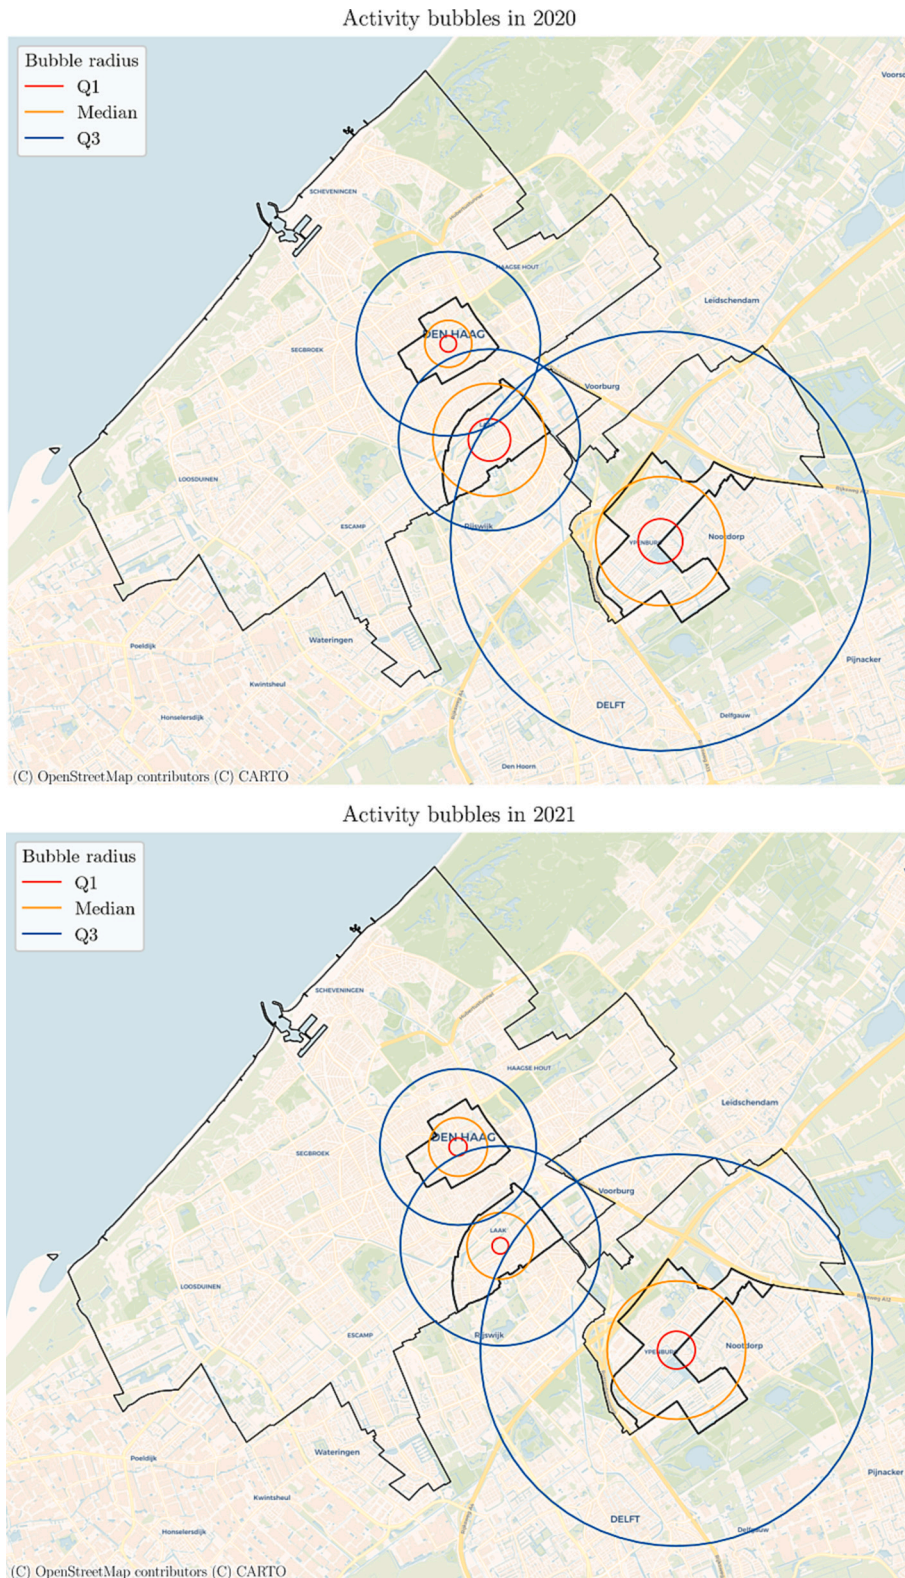 Activity bubbles in 2020
Bubble radius
Q1
Median
Q3
SCHEVENINGEN
HAAGSE HOUT
Leidschendam
DEN HAAG
SEGBROEK
Voorburg
LOOSDUINEN
ESCAMP
Rijswijk
YPENBURG
Nootdorp
Wateringen
Poeldijk
Kwintsheul
Honselersdijk
Pijnacker
DELFT
Delfgauw
Den Hoorn
(C) OpenStreetMap contributors (C) CARTO
Activity bubbles in 2021
Bubble radius
Q1
Median
Q3
SCHEVENINGEN
HAAGSE HOUT
Leidschendam
DEN HAAG
SEGBROEK
Voorburg
LAAK
LOOSDUINEN
ESCAMP
Rijswijk
YPENBURG
Nootdorp
Wateringen
Poeldijk
Pijnacker
Kwintsheul
DELFT
Honselersdijk
Delfgauw
(C) OpenStreetMap contributors (C) CARTO